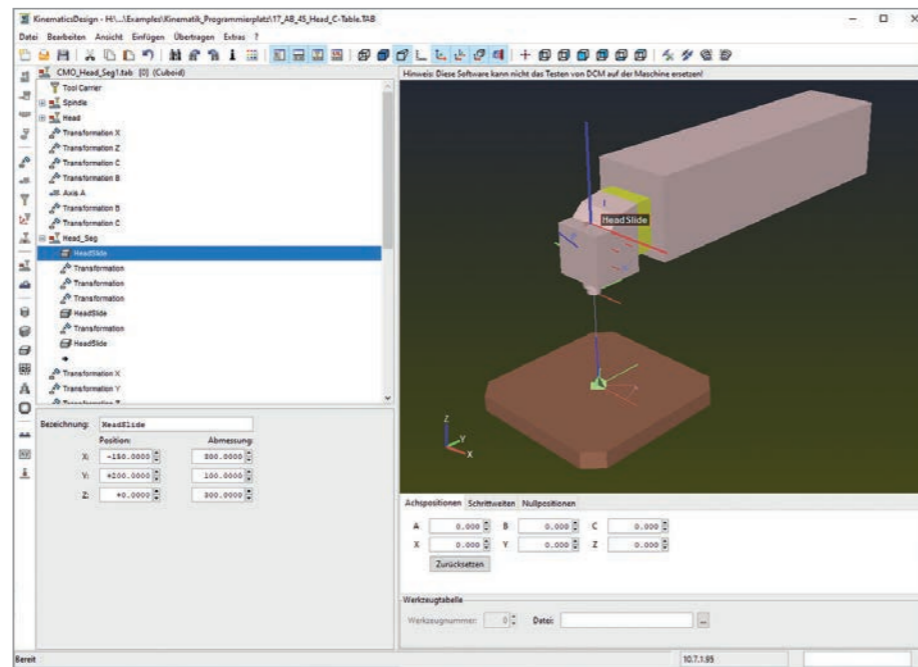 KinematicsDesign - H:\...\Examples\Kinematik_Programmierplatz\17_AB_45_Head_C-Table.TAB
Datei Bearbeiten Ansicht Einfügen Übertragen Extras ?
CMO_Head_Seg1.tab [0] (Cuboid)
Hinweis: Diese Software kann nicht das Testen von DCM auf der Maschine ersetzen!
Tool Carrier
Spindle
Head
Transformation X
Transformation Z
Transformation C
Transformation B
Axis A
Transformation B
Transformation C
Head_Seg
HeadSlide
Transformation
Transformation
Transformation
HeadSlide
Transformation
HeadSlide
Transformation X
Transformation Y
Transformation Z
HeadSlide
Z
Y
X
Bezeichnung: HeadSlide
Position: Abmessung:
X: -150.0000 300.0000
Y: +200.0000 100.0000
Z: +0.0000 300.0000
Achspositionen Schrittweiten Nullpositionen
A 0.000 B 0.000 C 0.000
X 0.000 Y 0.000 Z 0.000
Zurücksetzen
Werkzeugtabelle
Werkzeugnummer: 0 Datei: ...
Bereit 10.7.1.95